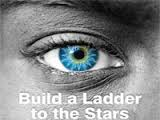 Build a Ladder
to the Stars